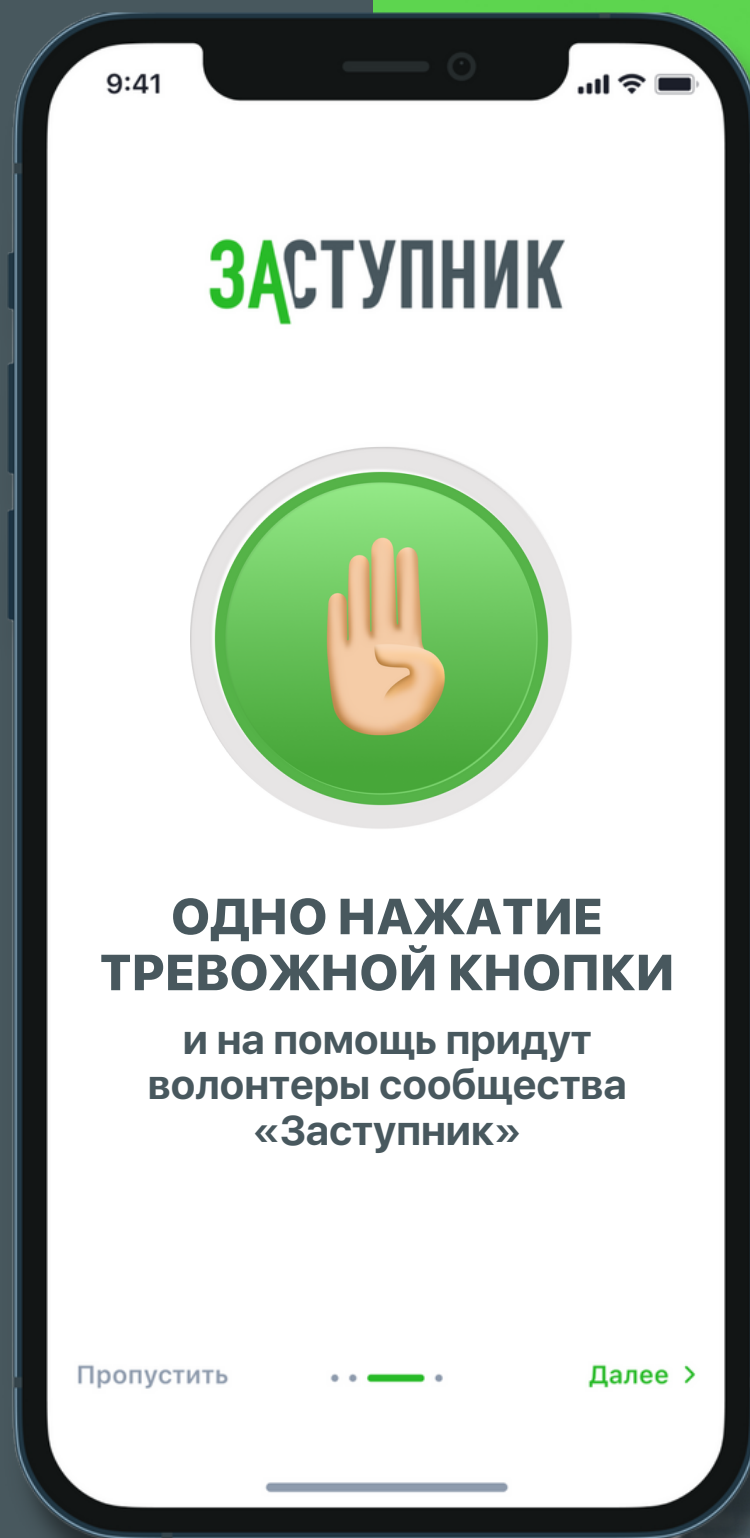 9:41
ЗАСТУПНИК
ОДНО НАЖАТИЕ
ТРЕВОЖНОЙ КНОПКИ
и на помощь придут
волонтеры сообщества
«Заступник»
Пропустить
Далее >